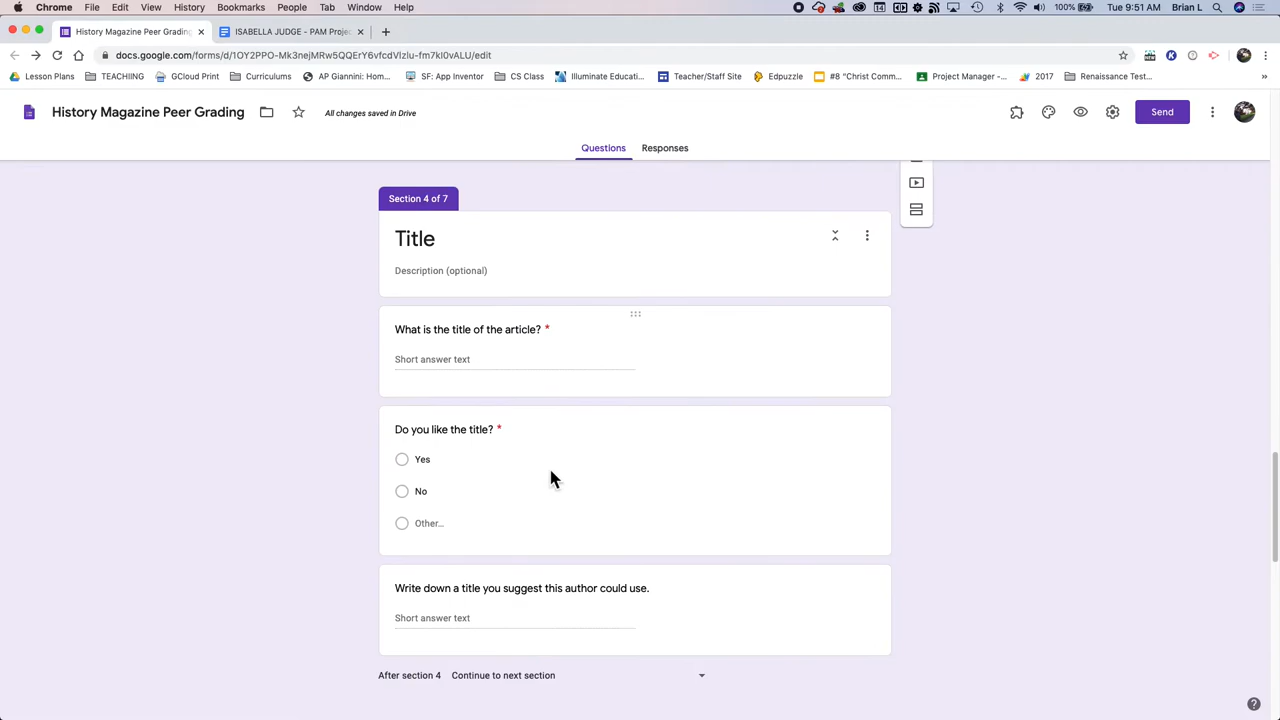 Chrome File Edit View History Bookmarks People Tab Window Help
100% Tue 9:51 AM Brian L
History Magazine Peer Grading
ISABELLA JUDGE - PAM Proje
docs.google.com/forms/d/1OY2PPO-Mk3nejMRw5QQErY6vfcdVlzlu-fm7kl0vALU/edit
Lesson Plans TEACHING GCloud Print Curriculums AP Giannini: Hom... SF: App Inventor CS Class Illuminate Educati... Teacher/Staff Site Edpuzzle #8 "Christ Comm... Project Manager -... 2017 Renaissance Test... »
History Magazine Peer Grading All changes saved in Drive Send
Questions Responses
Section 4 of 7
Title
Description (optional)
What is the title of the article? *
Short answer text
Do you like the title? *
Yes
No
Other...
Write down a title you suggest this author could use.
Short answer text
After section 4 Continue to next section